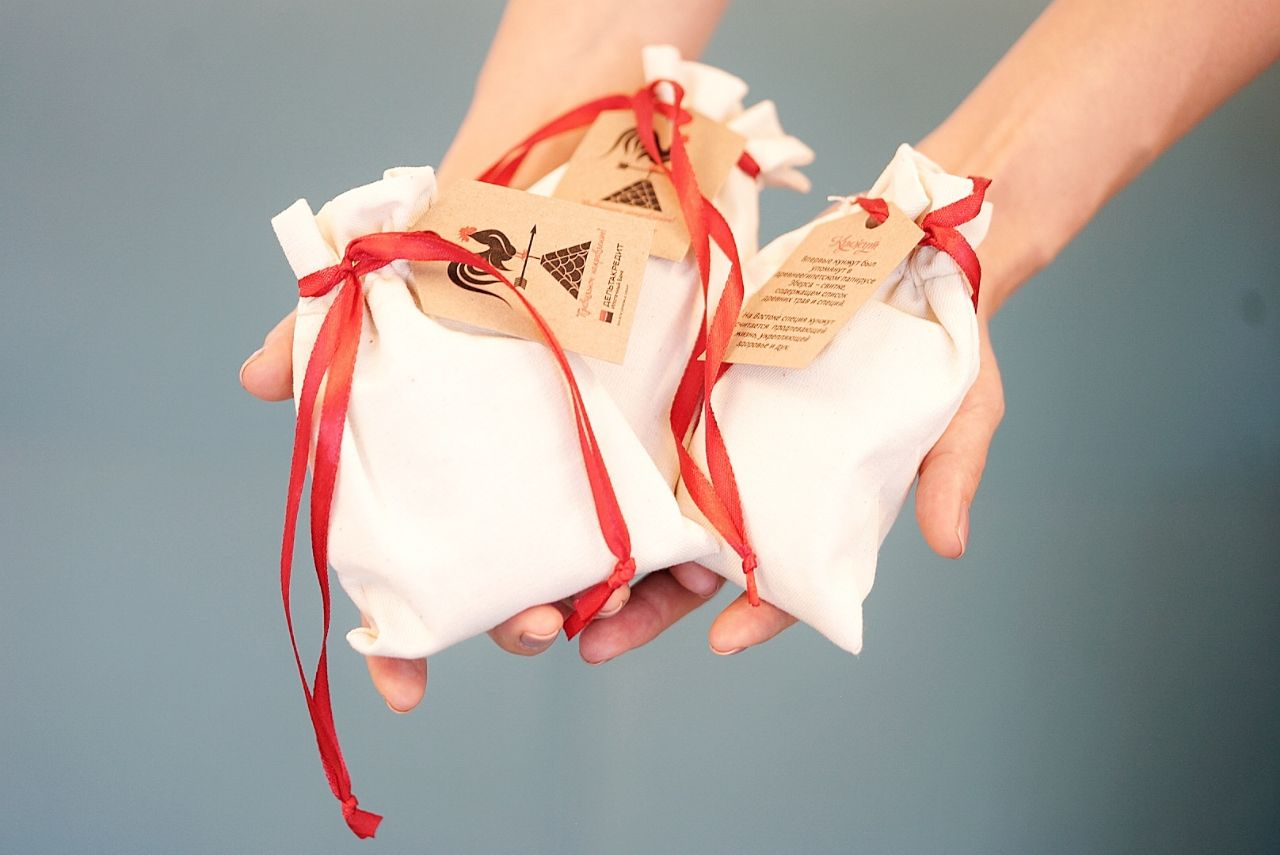 ДЕЛЬТАКРЕДИТ
Кунжут
Впервые кунжут был
упомянут в
древнеегипетском папирусе
Эберса – свитке,
содержащем список
древних трав и специй.
На Востоке специя кунжут
считается продлевающей
жизнь, укрепляющей
здоровье и дух.